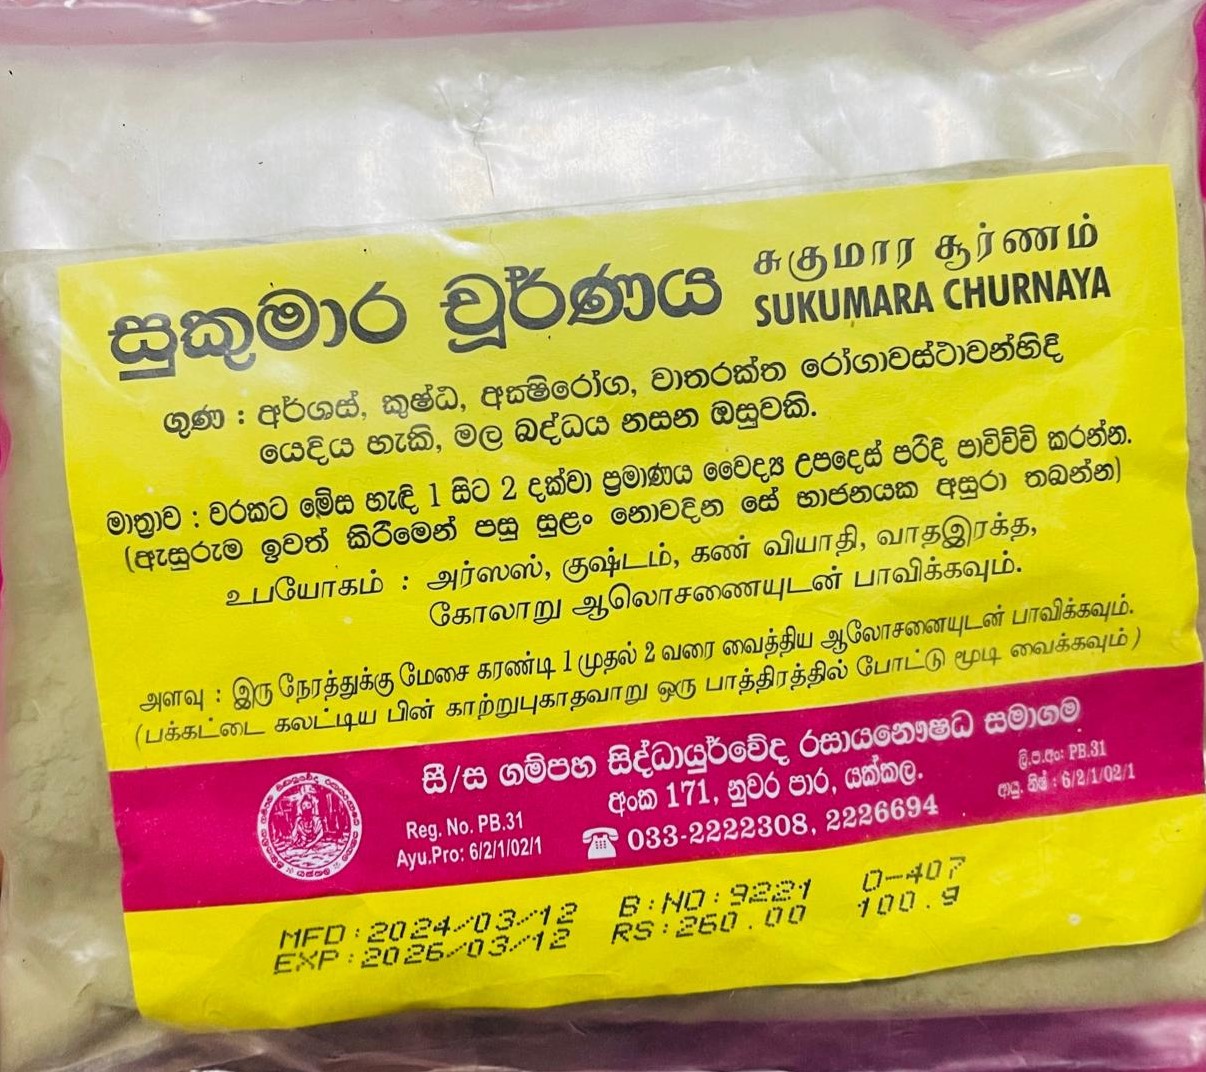 සුකුමාර චූර්ණය
சுகுமார சூர்ணம்
SUKUMARA CHURNAYA
ගුණ : අර්ශස්, කුෂ්ඨ, අක්‍ෂිරෝග, වාතරක්ත රෝගාවස්ථාවන්හිදී
යෙදිය හැකි, මල බද්ධය නසන ඔසුවකි.
මාත්‍රාව : වරකට මේස හැඳි 1 සිට 2 දක්වා ප්‍රමාණය වෛද්‍ය උපදෙස් පරිදි පාවිච්චි කරන්න.
(ඇසුරුම ඉවත් කිරීමෙන් පසු සුළං නොවදින සේ භාජනයක අසුරා තබන්න)
உபயோகம் : அர்ஸஸ், குஷ்டம், கண் வியாதி, வாதஇரக்த,
கோலாறு ஆலொசணையுடன் பாவிக்கவும்.
அளவு : இரு நேரத்துக்கு மேசை கரண்டி 1 முதல் 2 வரை வைத்திய ஆலோசனையுடன் பாவிக்கவும்.
(பக்கட்டை கலட்டிய பின் காற்றுபுகாதவாறு ஒரு பாத்திரத்தில் போட்டு மூடி வைக்கவும்)
සී/ස ගම්පහ සිද්ධායුර්වේද රසායනෞෂධ සමාගම
අංක 171, නුවර පාර, යක්කල.
033-2222308, 2226694
Reg. No. PB.31
Ayu.Pro: 6/2/1/02/1
ලි.ප.අං: PB.31
ආයු. නිෂ් : 6/2/1/02/1
MFD:2024/03/12 B:NO:9221 0-407
EXP:2026/03/12 RS:260.00 100.9